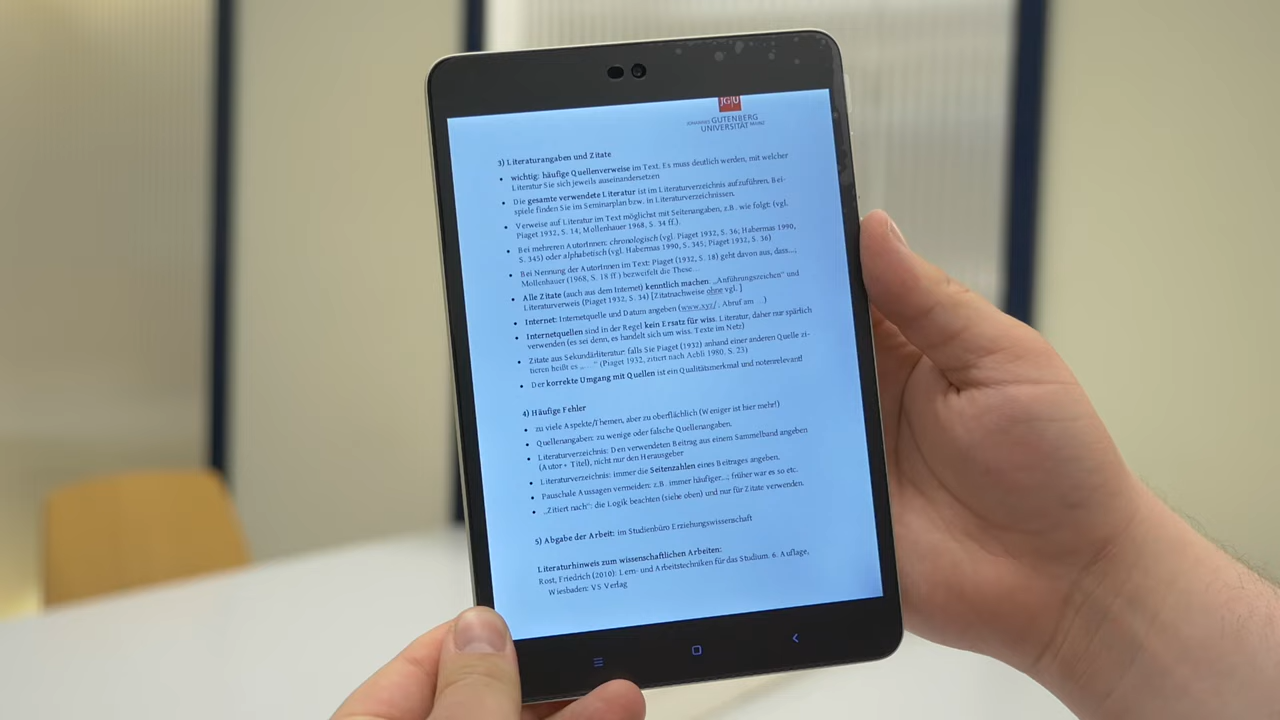 JG|U
JOHANNES GUTENBERG
UNIVERSITÄT MAINZ
3) Literaturangaben und Zitate
• wichtig: häufige Quellenverweise im Text. Es muss deutlich werden, mit welcher
Literatur Sie sich jeweils auseinandersetzen
• Die gesamte verwendete Literatur ist im Literaturverzeichnis aufzuführen. Bei-
spiele finden Sie im Seminarplan bzw. in Literaturverzeichnissen.
• Verweise auf Literatur im Text möglichst mit Seitenangaben, z.B. wie folgt: (vgl.
Piaget 1932, S. 14; Mollenhauer 1968, S. 34 ff.).
• Bei mehreren AutorInnen: chronologisch (vgl. Piaget 1932, S. 36; Habermas 1990,
S. 345) oder alphabetisch (vgl. Habermas 1990, S. 345; Piaget 1932, S. 36)
• Bei Nennung der AutorInnen im Text: Piaget (1932, S. 18) geht davon aus, dass...;
Mollenhauer (1968, S. 18 ff.) bezweifelt die These...
• Alle Zitate (auch aus dem Internet) kenntlich machen. „Anführungszeichen“ und
Literaturverweis (Piaget 1932, S. 34) [Zitatnachweise ohne vgl. ]
• Internet: Internetquelle und Datum angeben (www.xyz/ . Abruf am ...)
• Internetquellen sind in der Regel kein Ersatz für wiss. Literatur, daher nur spärlich
verwenden (es sei denn, es handelt sich um wiss. Texte im Netz)
• Zitate aus Sekundärliteratur: falls Sie Piaget (1932) anhand einer anderen Quelle zi-
tieren heißt es „......“ (Piaget 1932, zitiert nach Aebli 1980, S. 23)
• Der korrekte Umgang mit Quellen ist ein Qualitätsmerkmal und notenrelevant!
4) Häufige Fehler
• zu viele Aspekte/Themen, aber zu oberflächlich (Weniger ist hier mehr!)
• Quellenangaben: zu wenige oder falsche Quellenangaben.
• Literaturverzeichnis: Den verwendeten Beitrag aus einem Sammelband angeben
(Autor + Titel), nicht nur den Herausgeber
• Literaturverzeichnis: immer die Seitenzahlen eines Beitrages angeben.
• Pauschale Aussagen vermeiden: z.B. immer häufiger...; früher war es so etc.
• „Zitiert nach“: die Logik beachten (siehe oben) und nur für Zitate verwenden.
5) Abgabe der Arbeit: im Studienbüro Erziehungswissenschaft
Literaturhinweis zum wissenschaftlichen Arbeiten:
Rost, Friedrich (2010): Lern- und Arbeitstechniken für das Studium. 6. Auflage,
Wiesbaden: VS Verlag